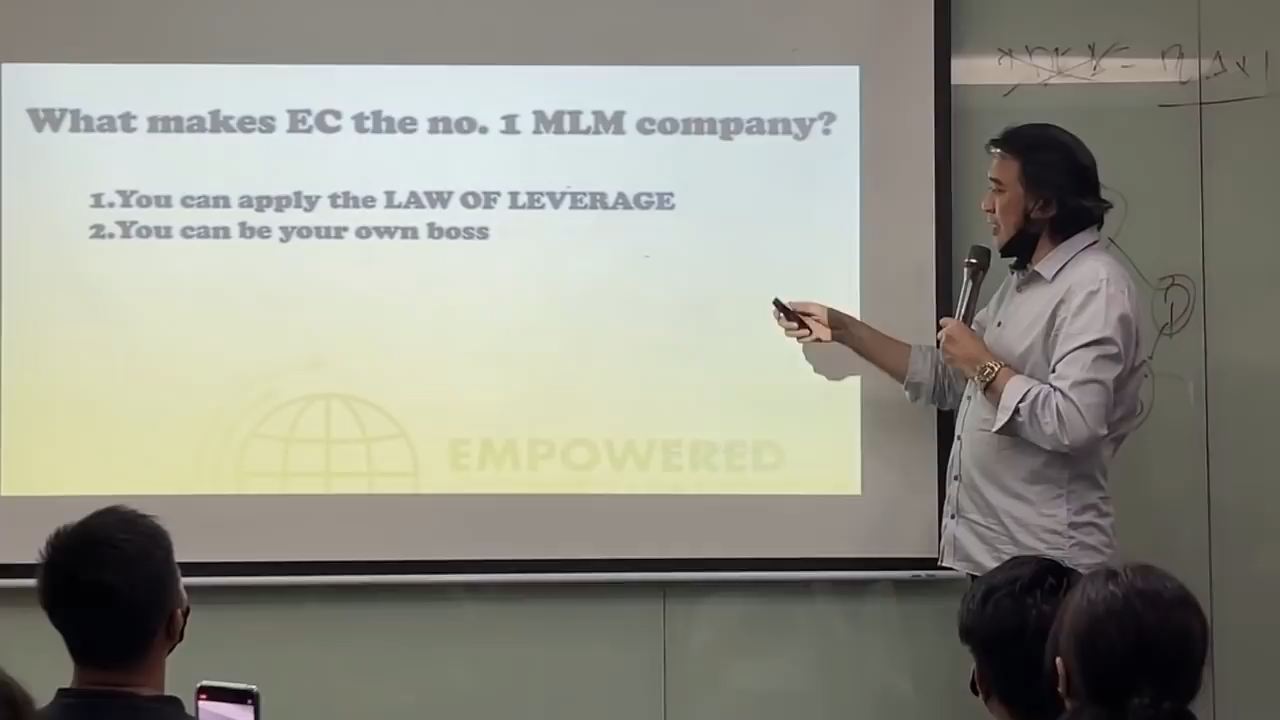 What makes EC the no. 1 MLM company?
1.You can apply the LAW OF LEVERAGE
2.You can be your own boss
EMPOWERED